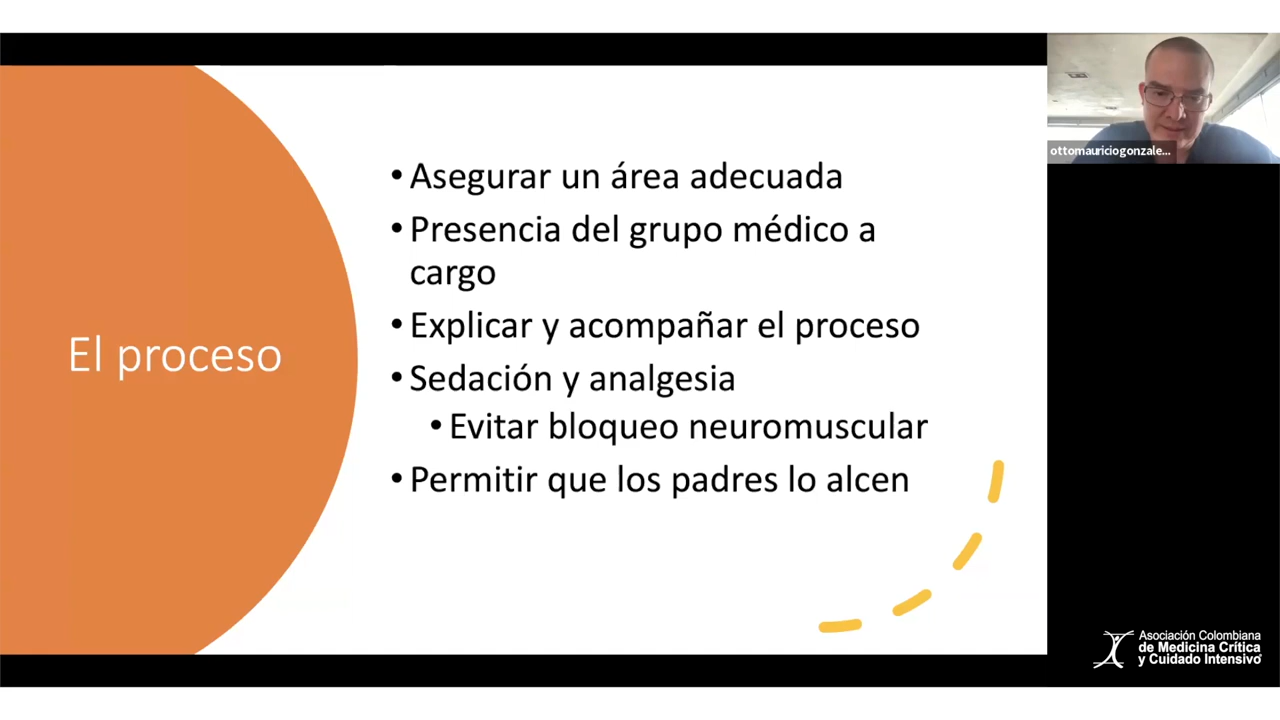 El proceso
• Asegurar un área adecuada
• Presencia del grupo médico a
cargo
• Explicar y acompañar el proceso
• Sedación y analgesia
• Evitar bloqueo neuromuscular
• Permitir que los padres lo alcen
ottomauriciogonzale...
Asociación Colombiana
de Medicina Crítica
y Cuidado Intensivo